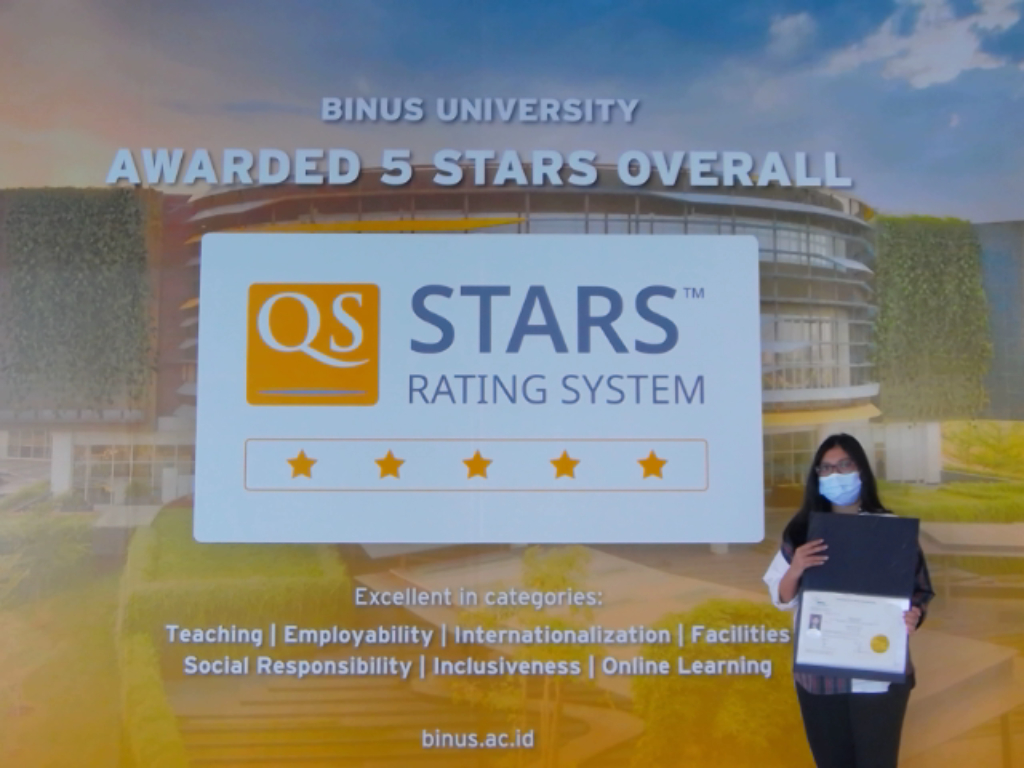 BINUS UNIVERSITY
AWARDED 5 STARS OVERALL
QS
STARS™
RATING SYSTEM
Excellent in categories:
Teaching | Employability | Internationalization | Facilities
Social Responsibility | Inclusiveness | Online Learning
binus.ac.id